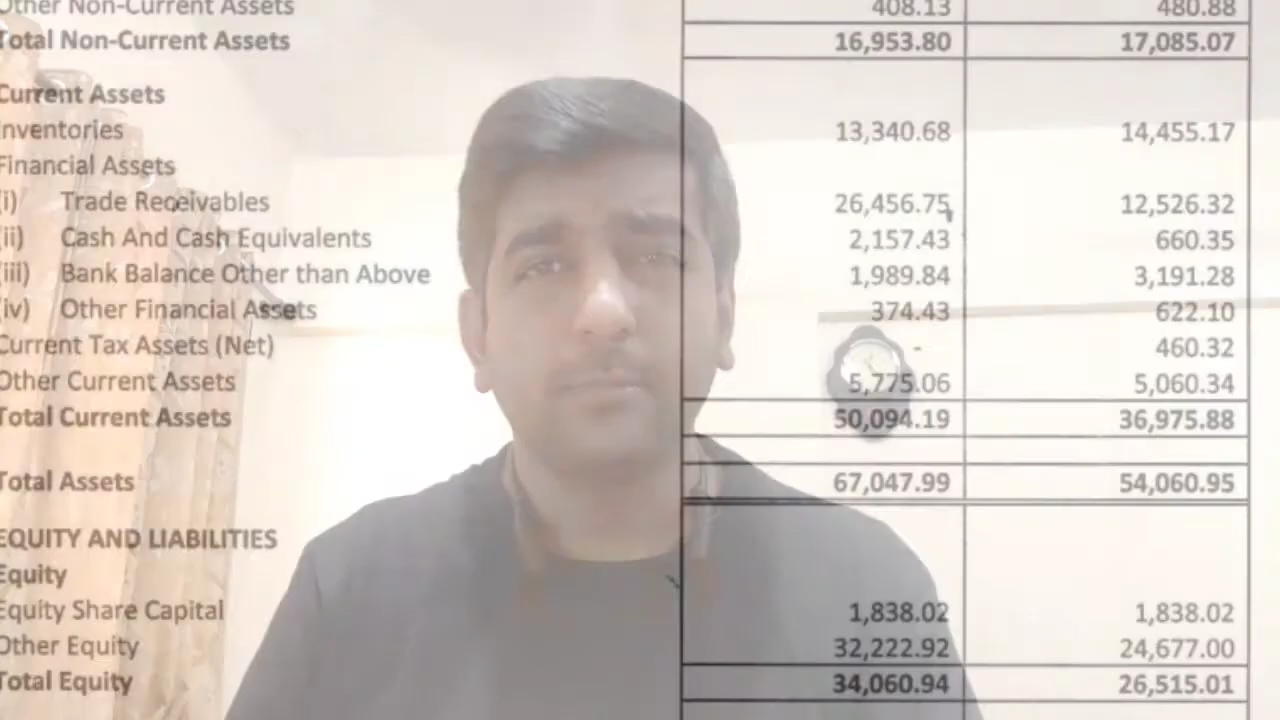 Other Non-Current Assets 408.13 480.88
Total Non-Current Assets 16,953.80 17,085.07
Current Assets
Inventories 13,340.68 14,455.17
Financial Assets
(i) Trade Receivables 26,456.75 12,526.32
(ii) Cash And Cash Equivalents 2,157.43 660.35
(iii) Bank Balance Other than Above 1,989.84 3,191.28
(iv) Other Financial Assets 374.43 622.10
Current Tax Assets (Net) - 460.32
Other Current Assets 5,775.06 5,060.34
Total Current Assets 50,094.19 36,975.88
Total Assets 67,047.99 54,060.95
EQUITY AND LIABILITIES
Equity
Equity Share Capital 1,838.02 1,838.02
Other Equity 32,222.92 24,677.00
Total Equity 34,060.94 26,515.01